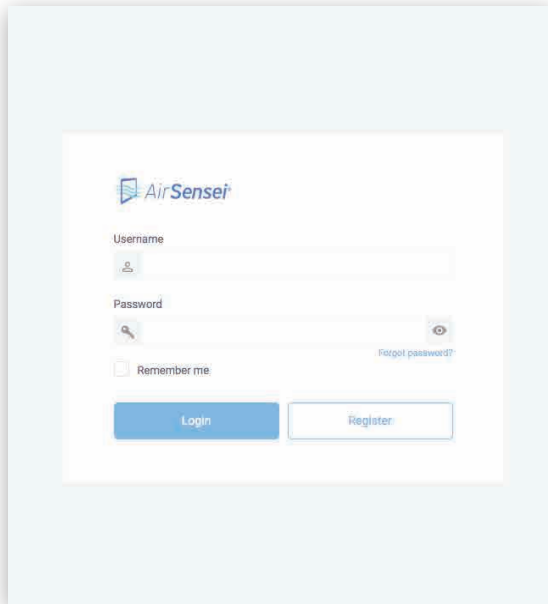 AirSensei
Username
Password
Forgot password?
Remember me
Login Register